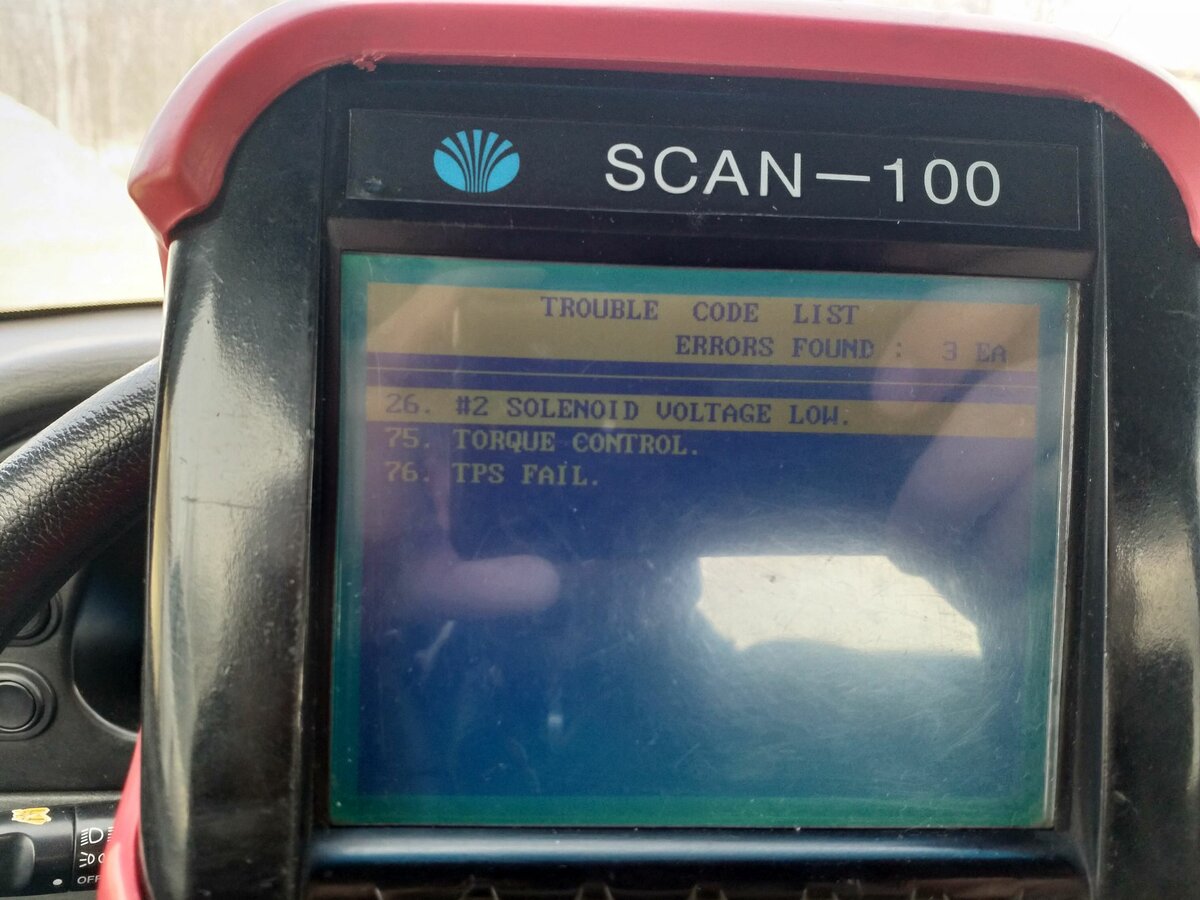 SCAN-100
TROUBLE CODE LIST
ERRORS FOUND : 3 EA
26. #2 SOLENOID VOLTAGE LOW.
75. TORQUE CONTROL.
76. TPS FAIL.
OFF